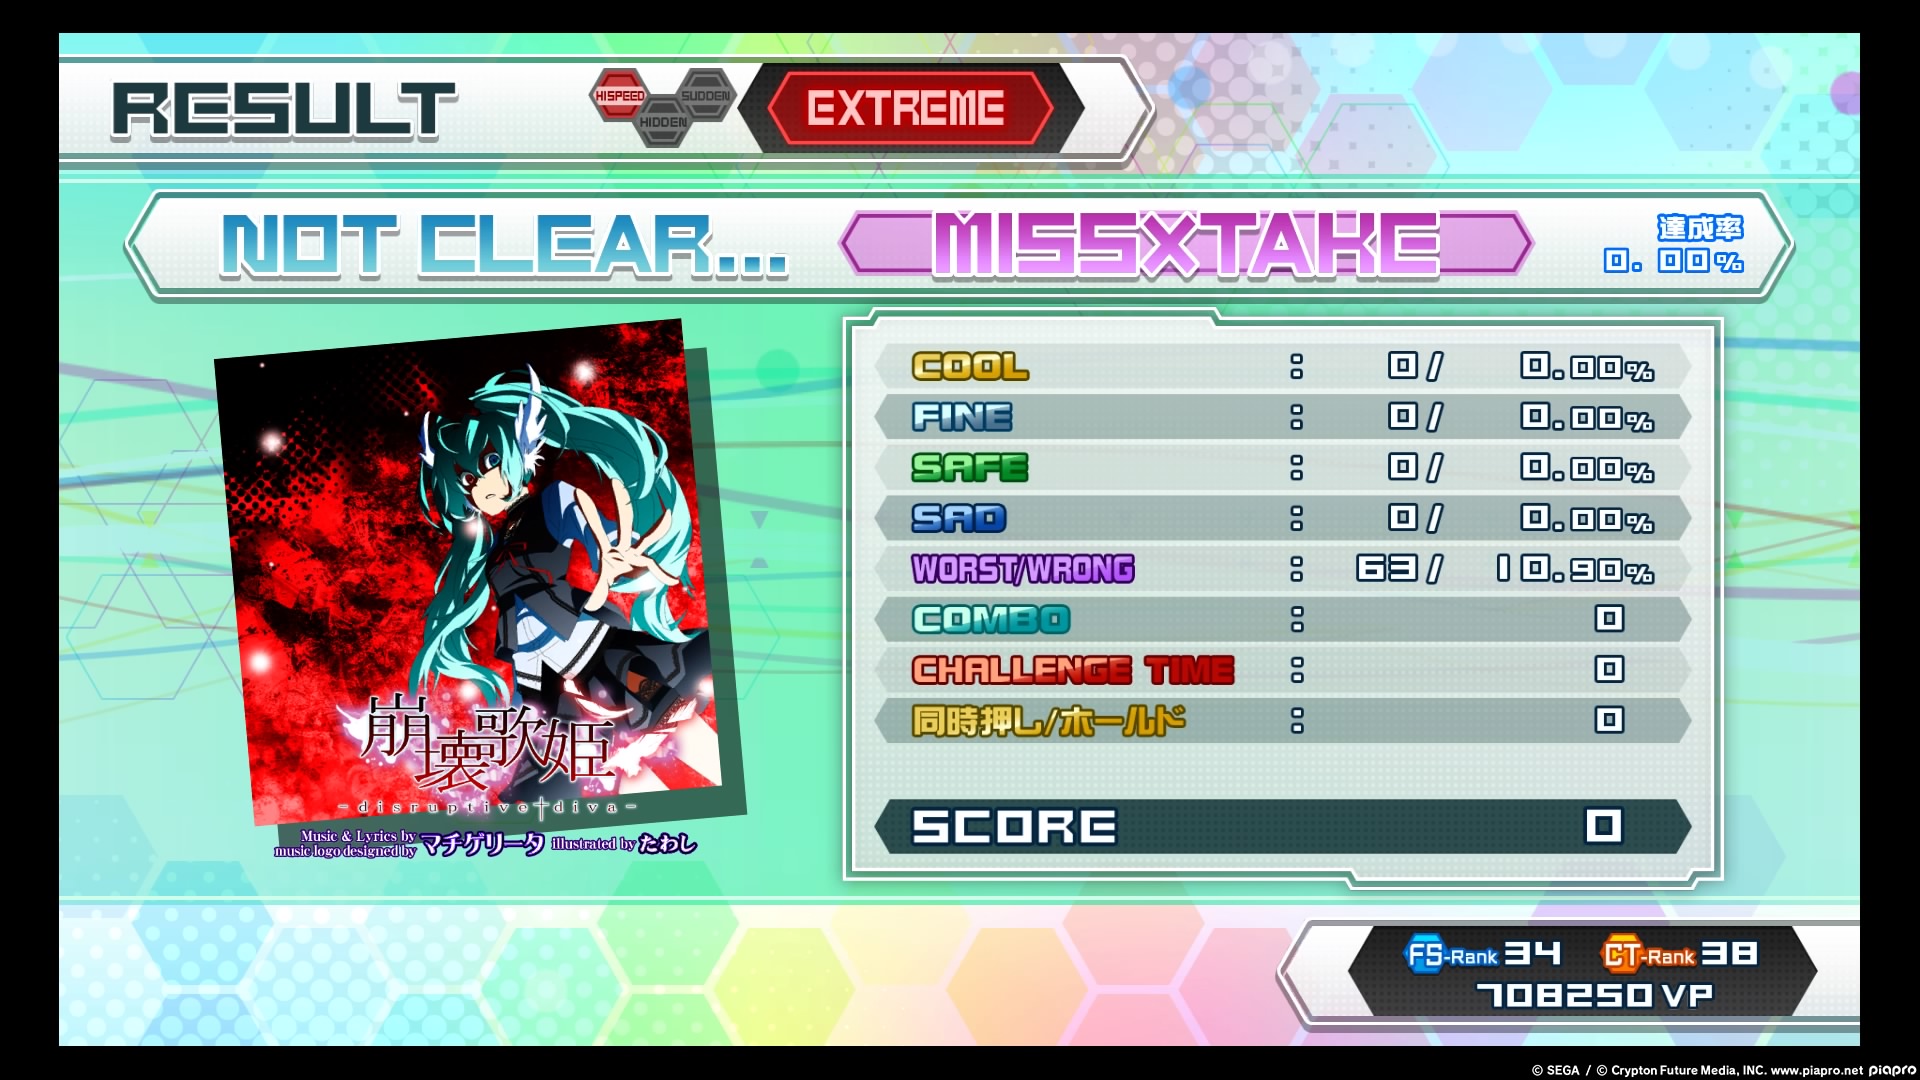 RESULT
HISPEED
HIDDEN
SUDDEN
EXTREME
NOT CLEAR...
MISS×TAKE
達成率
0.00%
COOL : 0/ 0.00%
FINE : 0/ 0.00%
SAFE : 0/ 0.00%
SAD : 0/ 0.00%
WORST/WRONG : 63/ 10.90%
COMBO : 0
CHALLENGE TIME : 0
同時押し/ホールド : 0
SCORE 0
崩壊歌姫
-disruptive†diva-
Music & Lyrics by マチゲリータ illustrated by たわし
music logo designed by
FS-Rank 34 CT-Rank 38
708250VP
© SEGA / © Crypton Future Media, INC. www.piapro.net piapro